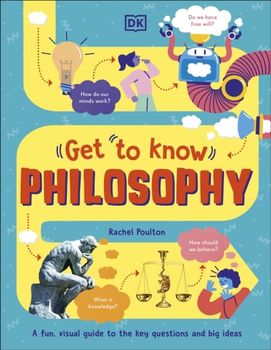 DK
Do we have
free will?
How do our
minds work?
Get to know
PHILOSOPHY
Rachel Poulton
How should
we behave?
What is
knowledge?
A fun, visual guide to the key questions and big ideas